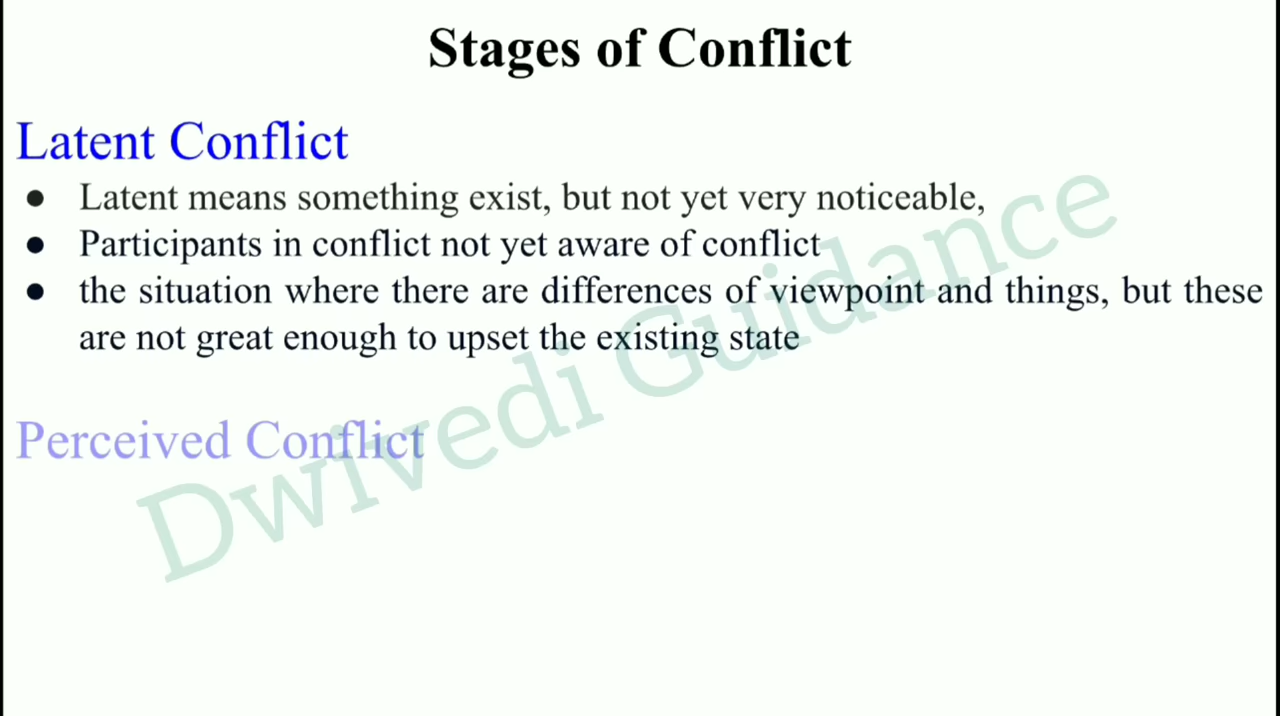 Stages of Conflict
Latent Conflict
● Latent means something exist, but not yet very noticeable,
● Participants in conflict not yet aware of conflict
● the situation where there are differences of viewpoint and things, but these
are not great enough to upset the existing state
Perceived Conflict
Dwivedi Guidance